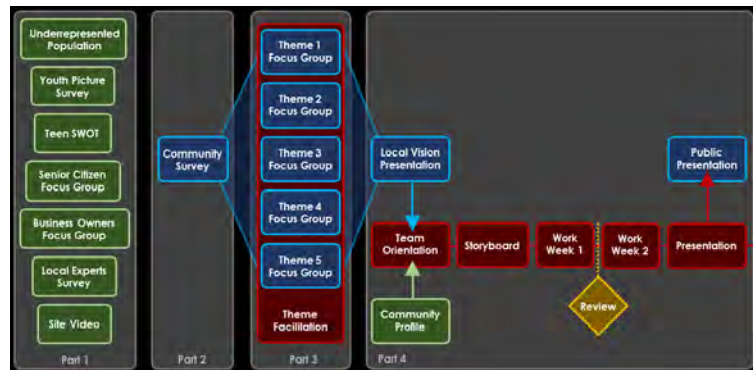 Underrepresented
Population
Youth Picture
Survey
Teen SWOT
Senior Citizen
Focus Group
Business Owners
Focus Group
Local Experts
Survey
Site Video
Part 1
Community
Survey
Part 2
Theme 1
Focus Group
Theme 2
Focus Group
Theme 3
Focus Group
Theme 4
Focus Group
Theme 5
Focus Group
Theme
Facilitation
Part 3
Local Vision
Presentation
Public
Presentation
Team
Orientation
Storyboard
Work
Week 1
Work
Week 2
Presentation
Community
Profile
Review
Part 4